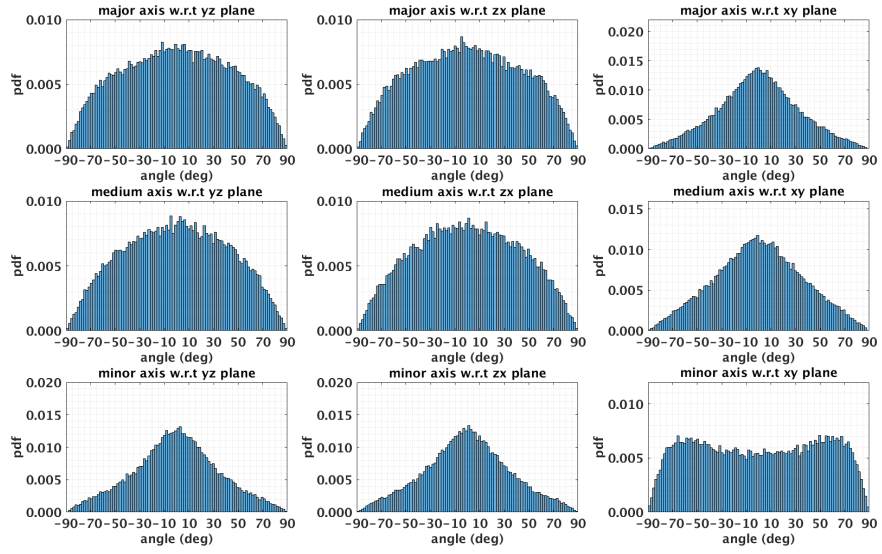 major axis w.r.t yz plane
0.010
0.005
0.000
pdf
-90-70-50-30-10 10 30 50 70 90
angle (deg)
major axis w.r.t zx plane
0.010
0.005
0.000
pdf
-90-70-50-30-10 10 30 50 70 90
angle (deg)
major axis w.r.t xy plane
0.020
0.015
0.010
0.005
0.000
pdf
-90-70-50-30-10 10 30 50 70 90
angle (deg)
medium axis w.r.t yz plane
0.010
0.005
0.000
pdf
-90-70-50-30-10 10 30 50 70 90
angle (deg)
medium axis w.r.t zx plane
0.010
0.005
0.000
pdf
-90-70-50-30-10 10 30 50 70 90
angle (deg)
medium axis w.r.t xy plane
0.015
0.010
0.005
0.000
pdf
-90-70-50-30-10 10 30 50 70 90
angle (deg)
minor axis w.r.t yz plane
0.020
0.015
0.010
0.005
0.000
pdf
-90-70-50-30-10 10 30 50 70 90
angle (deg)
minor axis w.r.t zx plane
0.020
0.015
0.010
0.005
0.000
pdf
-90-70-50-30-10 10 30 50 70 90
angle (deg)
minor axis w.r.t xy plane
0.010
0.005
0.000
pdf
-90-70-50-30-10 10 30 50 70 90
angle (deg)